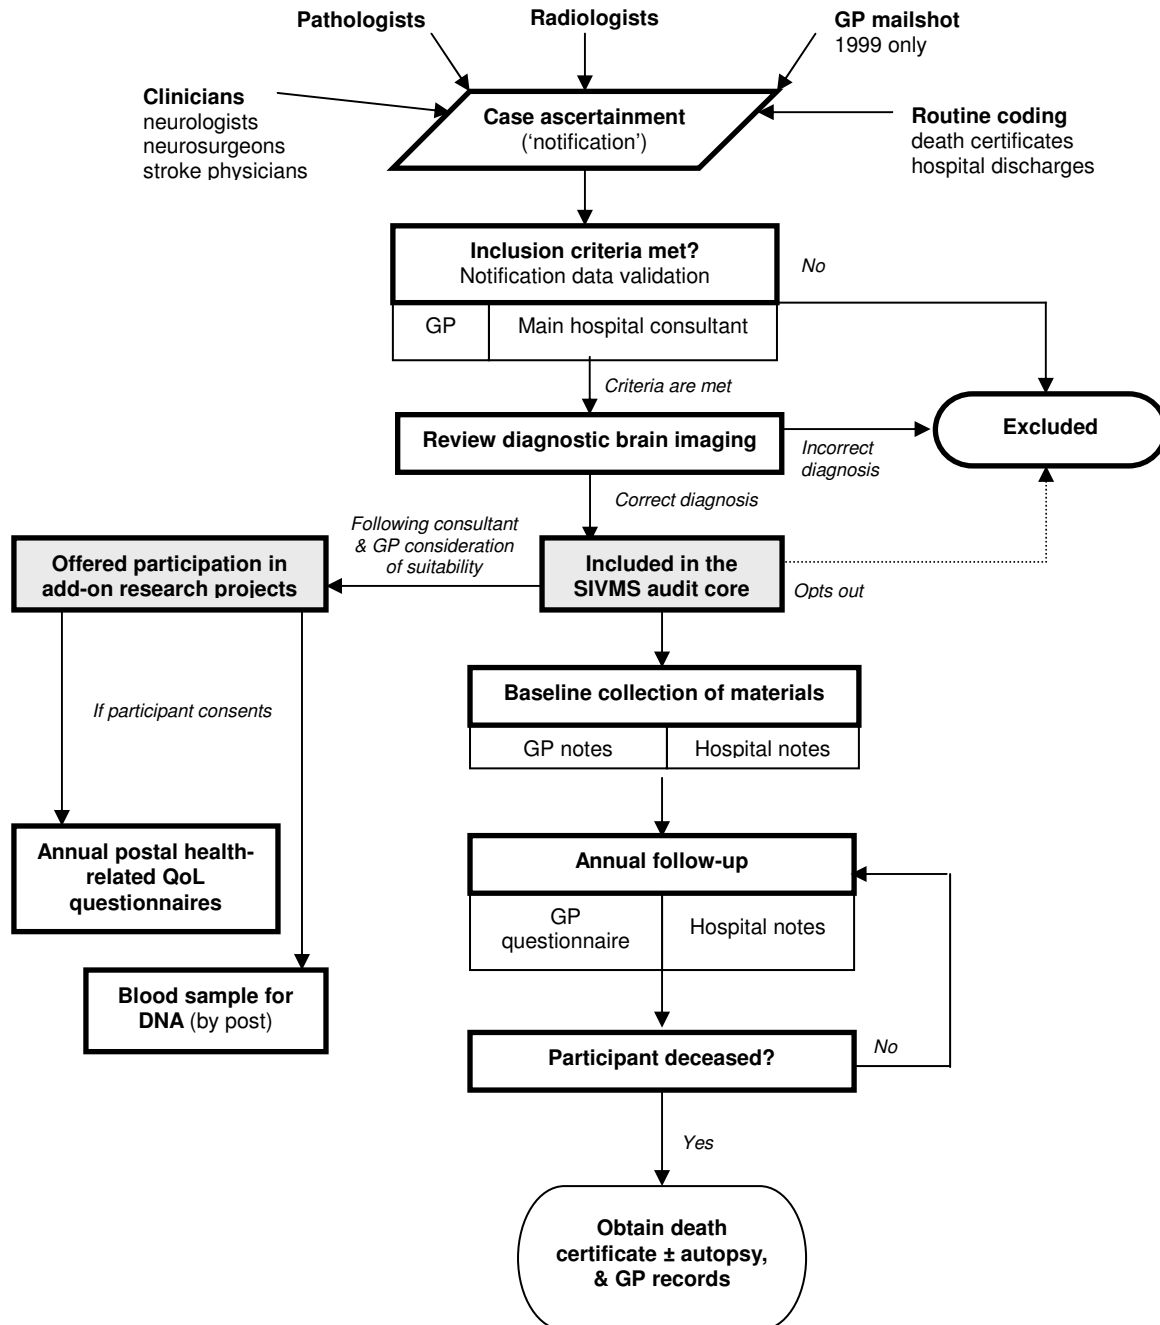 Pathologists
Radiologists
GP mailshot
1999 only
Clinicians
neurologists
neurosurgeons
stroke physicians
Case ascertainment
(‘notification’)
Routine coding
death certificates
hospital discharges
Inclusion criteria met?
Notification data validation
No
GP
Main hospital consultant
Criteria are met
Review diagnostic brain imaging
Incorrect
diagnosis
Excluded
Correct diagnosis
Following consultant
& GP consideration
of suitability
Offered participation in
add-on research projects
Included in the
SIVMS audit core
Opts out
Baseline collection of materials
GP notes
Hospital notes
If participant consents
Annual postal health-
related QoL
questionnaires
Annual follow-up
GP
questionnaire
Hospital notes
Blood sample for
DNA (by post)
Participant deceased?
No
Yes
Obtain death
certificate ± autopsy,
& GP records